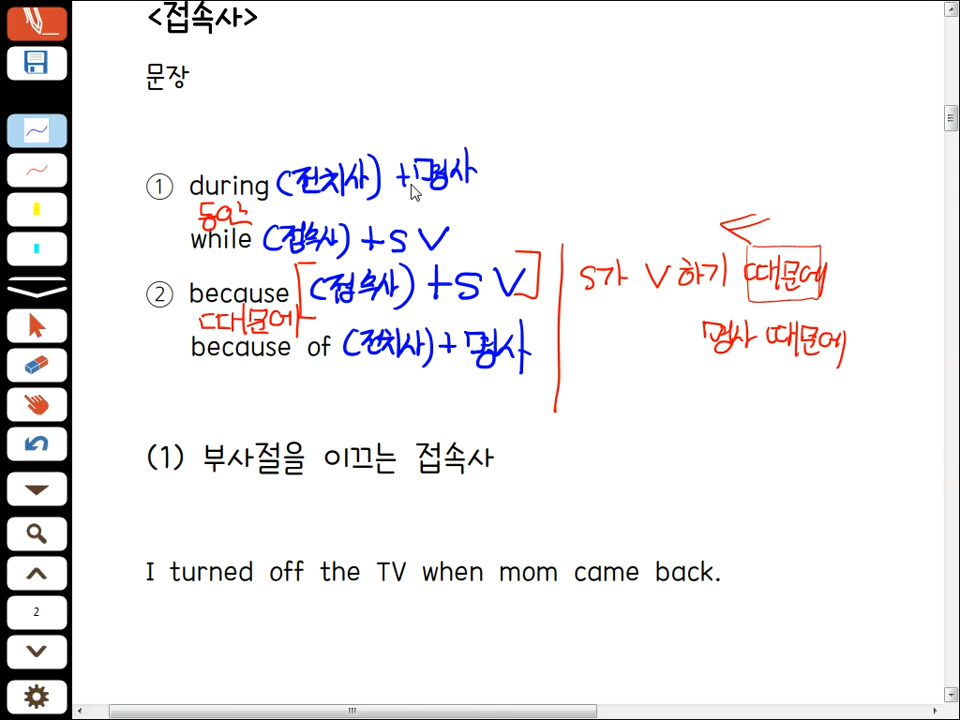 <접속사>
문장
① during (전치사) +명사
동안
while (접속사) + S V
② because (접속사) + S V S가 V 하기 때문에
때문에 명사 때문에
because of (전치사) + 명사
(1) 부사절을 이끄는 접속사
I turned off the TV when mom came back.
2